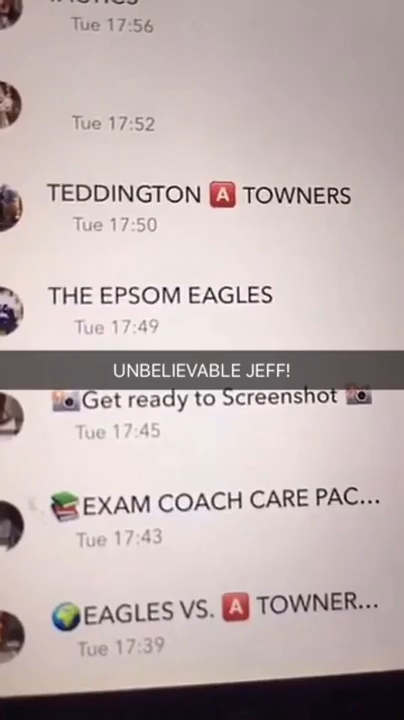 TACTICS
Tue 17:56
Tue 17:52
TEDDINGTON 🅰 TOWNERS
Tue 17:50
THE EPSOM EAGLES
Tue 17:49
UNBELIEVABLE JEFF!
📸Get ready to Screenshot 📸
Tue 17:45
📚EXAM COACH CARE PAC...
Tue 17:43
🌍EAGLES VS. 🅰 TOWNER...
Tue 17:39